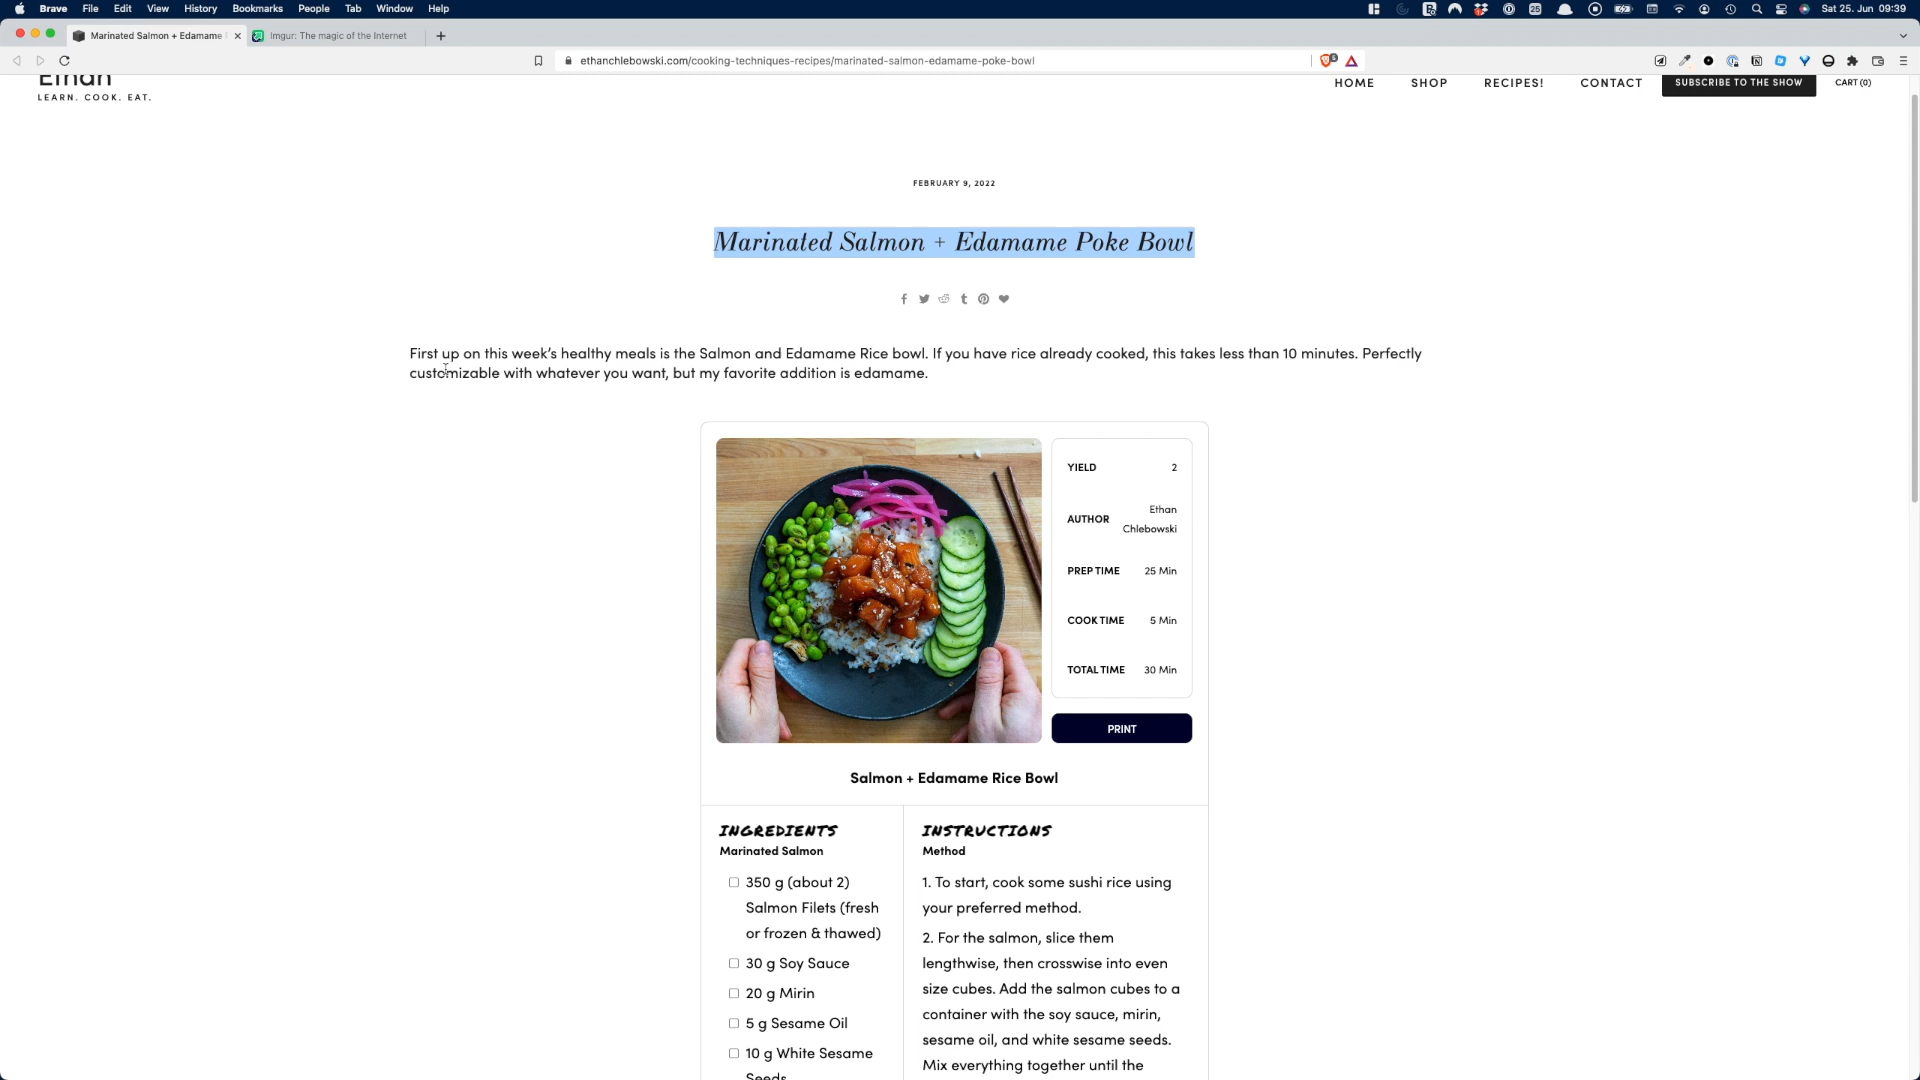 Brave File Edit View History Bookmarks People Tab Window Help
25
Sat 25. Jun 09:39
Marinated Salmon + Edamame
Imgur: The magic of the Internet
ethanchlebowski.com/cooking-techniques-recipes/marinated-salmon-edamame-poke-bowl
Ethan
LEARN. COOK. EAT.
HOME SHOP RECIPES! CONTACT SUBSCRIBE TO THE SHOW CART (0)
FEBRUARY 9, 2022
Marinated Salmon + Edamame Poke Bowl
First up on this week’s healthy meals is the Salmon and Edamame Rice bowl. If you have rice already cooked, this takes less than 10 minutes. Perfectly
customizable with whatever you want, but my favorite addition is edamame.
YIELD 2
AUTHOR Ethan
Chlebowski
PREP TIME 25 Min
COOK TIME 5 Min
TOTAL TIME 30 Min
PRINT
Salmon + Edamame Rice Bowl
INGREDIENTS
Marinated Salmon
350 g (about 2)
Salmon Filets (fresh
or frozen & thawed)
30 g Soy Sauce
20 g Mirin
5 g Sesame Oil
10 g White Sesame
Seeds
INSTRUCTIONS
Method
1. To start, cook some sushi rice using
your preferred method.
2. For the salmon, slice them
lengthwise, then crosswise into even
size cubes. Add the salmon cubes to a
container with the soy sauce, mirin,
sesame oil, and white sesame seeds.
Mix everything together until the